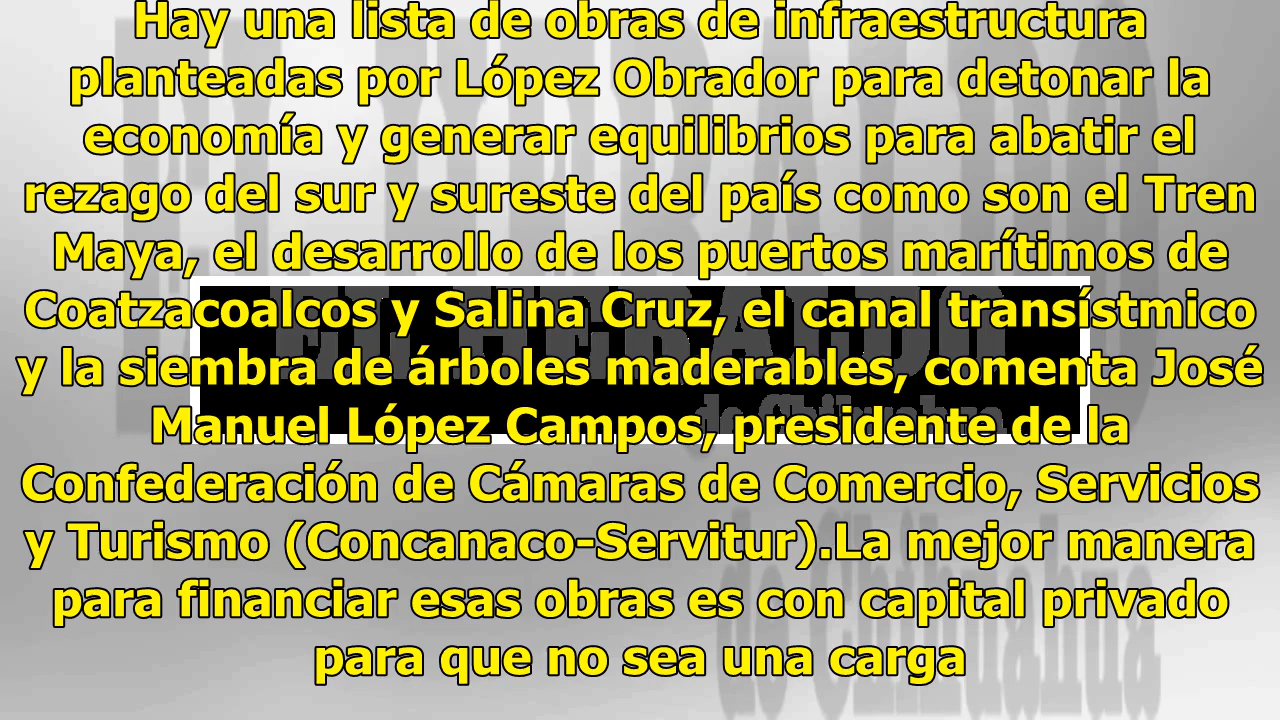 Hay una lista de obras de infraestructura
planteadas por López Obrador para detonar la
economía y generar equilibrios para abatir el
rezago del sur y sureste del país como son el Tren
Maya, el desarrollo de los puertos marítimos de
Coatzacoalcos y Salina Cruz, el canal transístmico
y la siembra de árboles maderables, comenta José
Manuel López Campos, presidente de la
Confederación de Cámaras de Comercio, Servicios
y Turismo (Concanaco-Servitur).La mejor manera
para financiar esas obras es con capital privado
para que no sea una carga
EL HERALDO
de Chihuahua